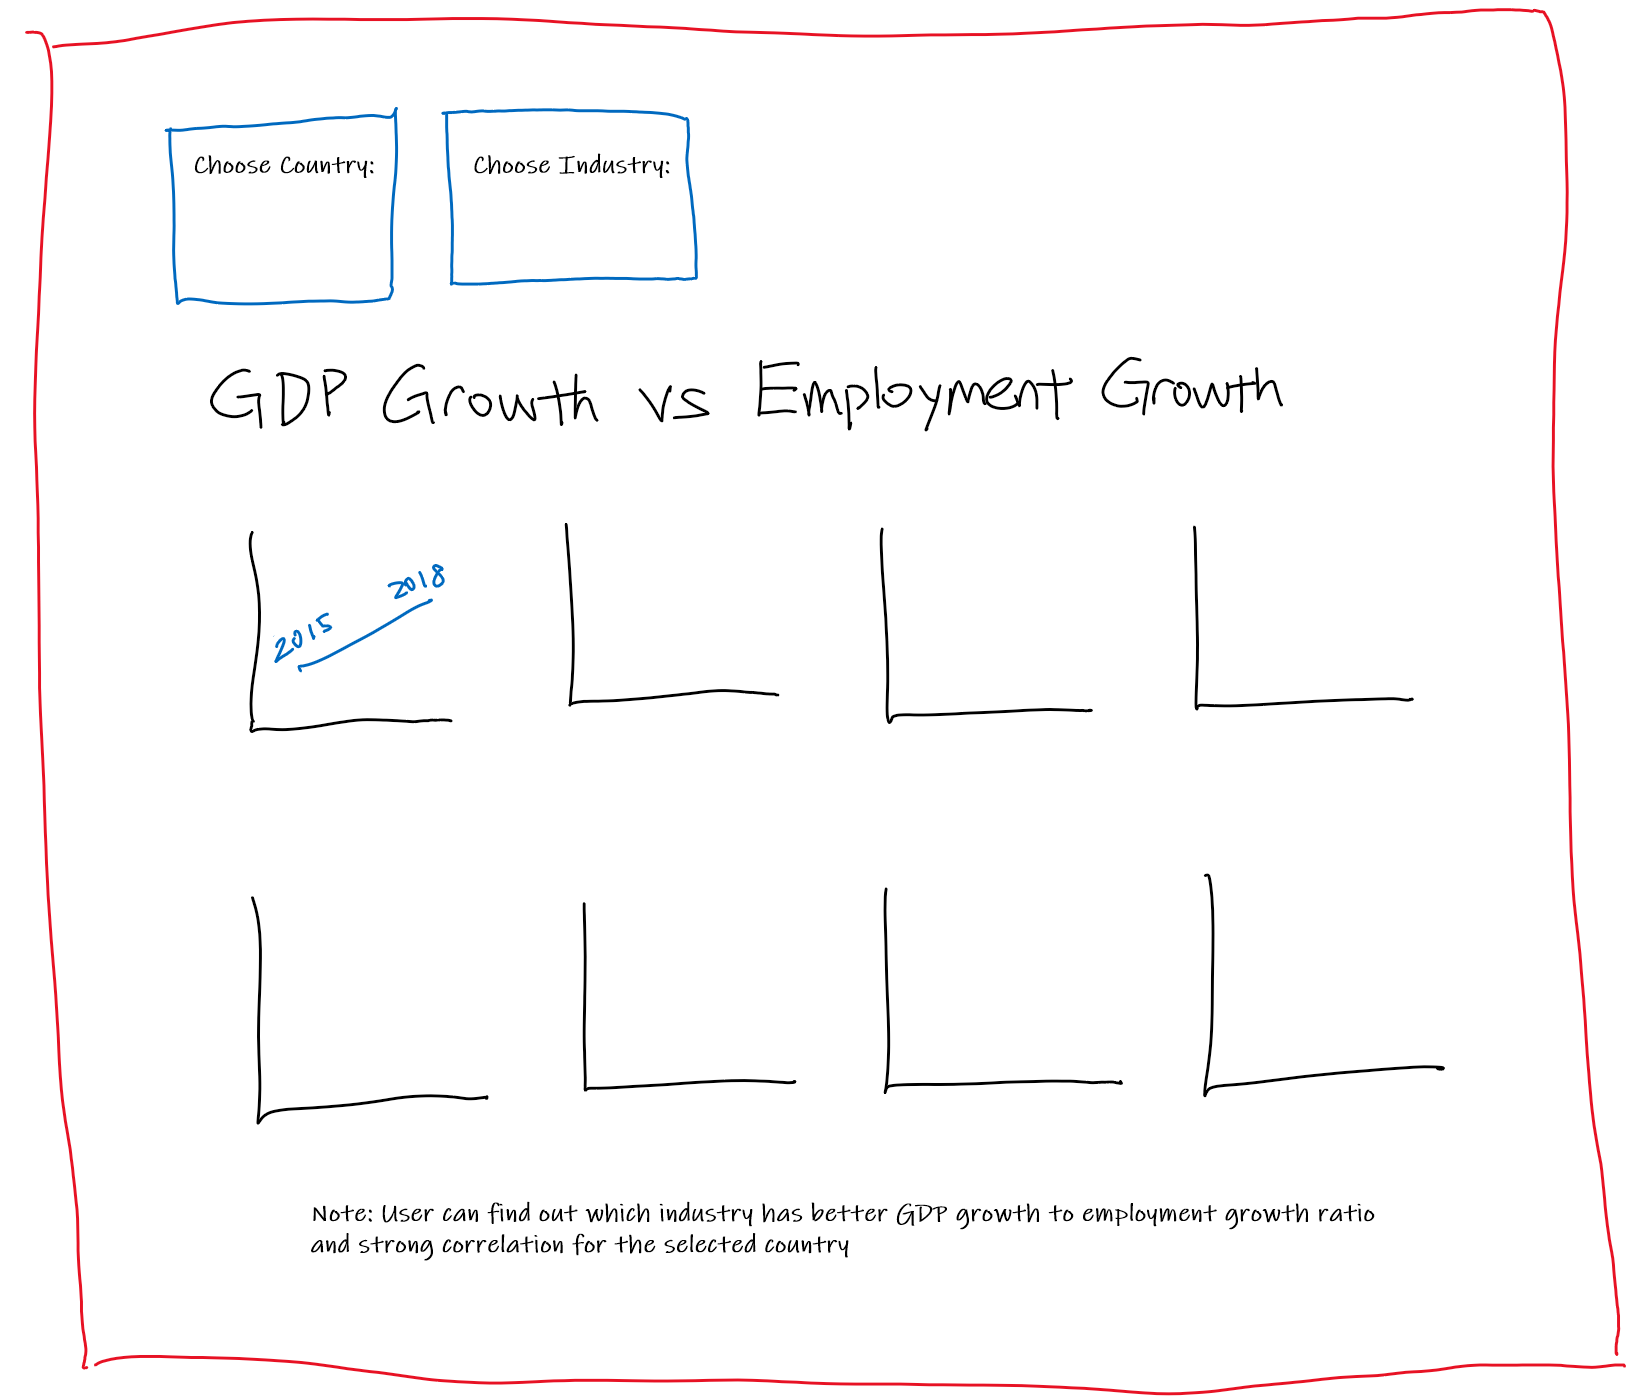 Choose Country:
Choose Industry:
GDP Growth vs Employment Growth
2015
2018
Note: User can find out which industry has better GDP growth to employment growth ratio
and strong correlation for the selected country